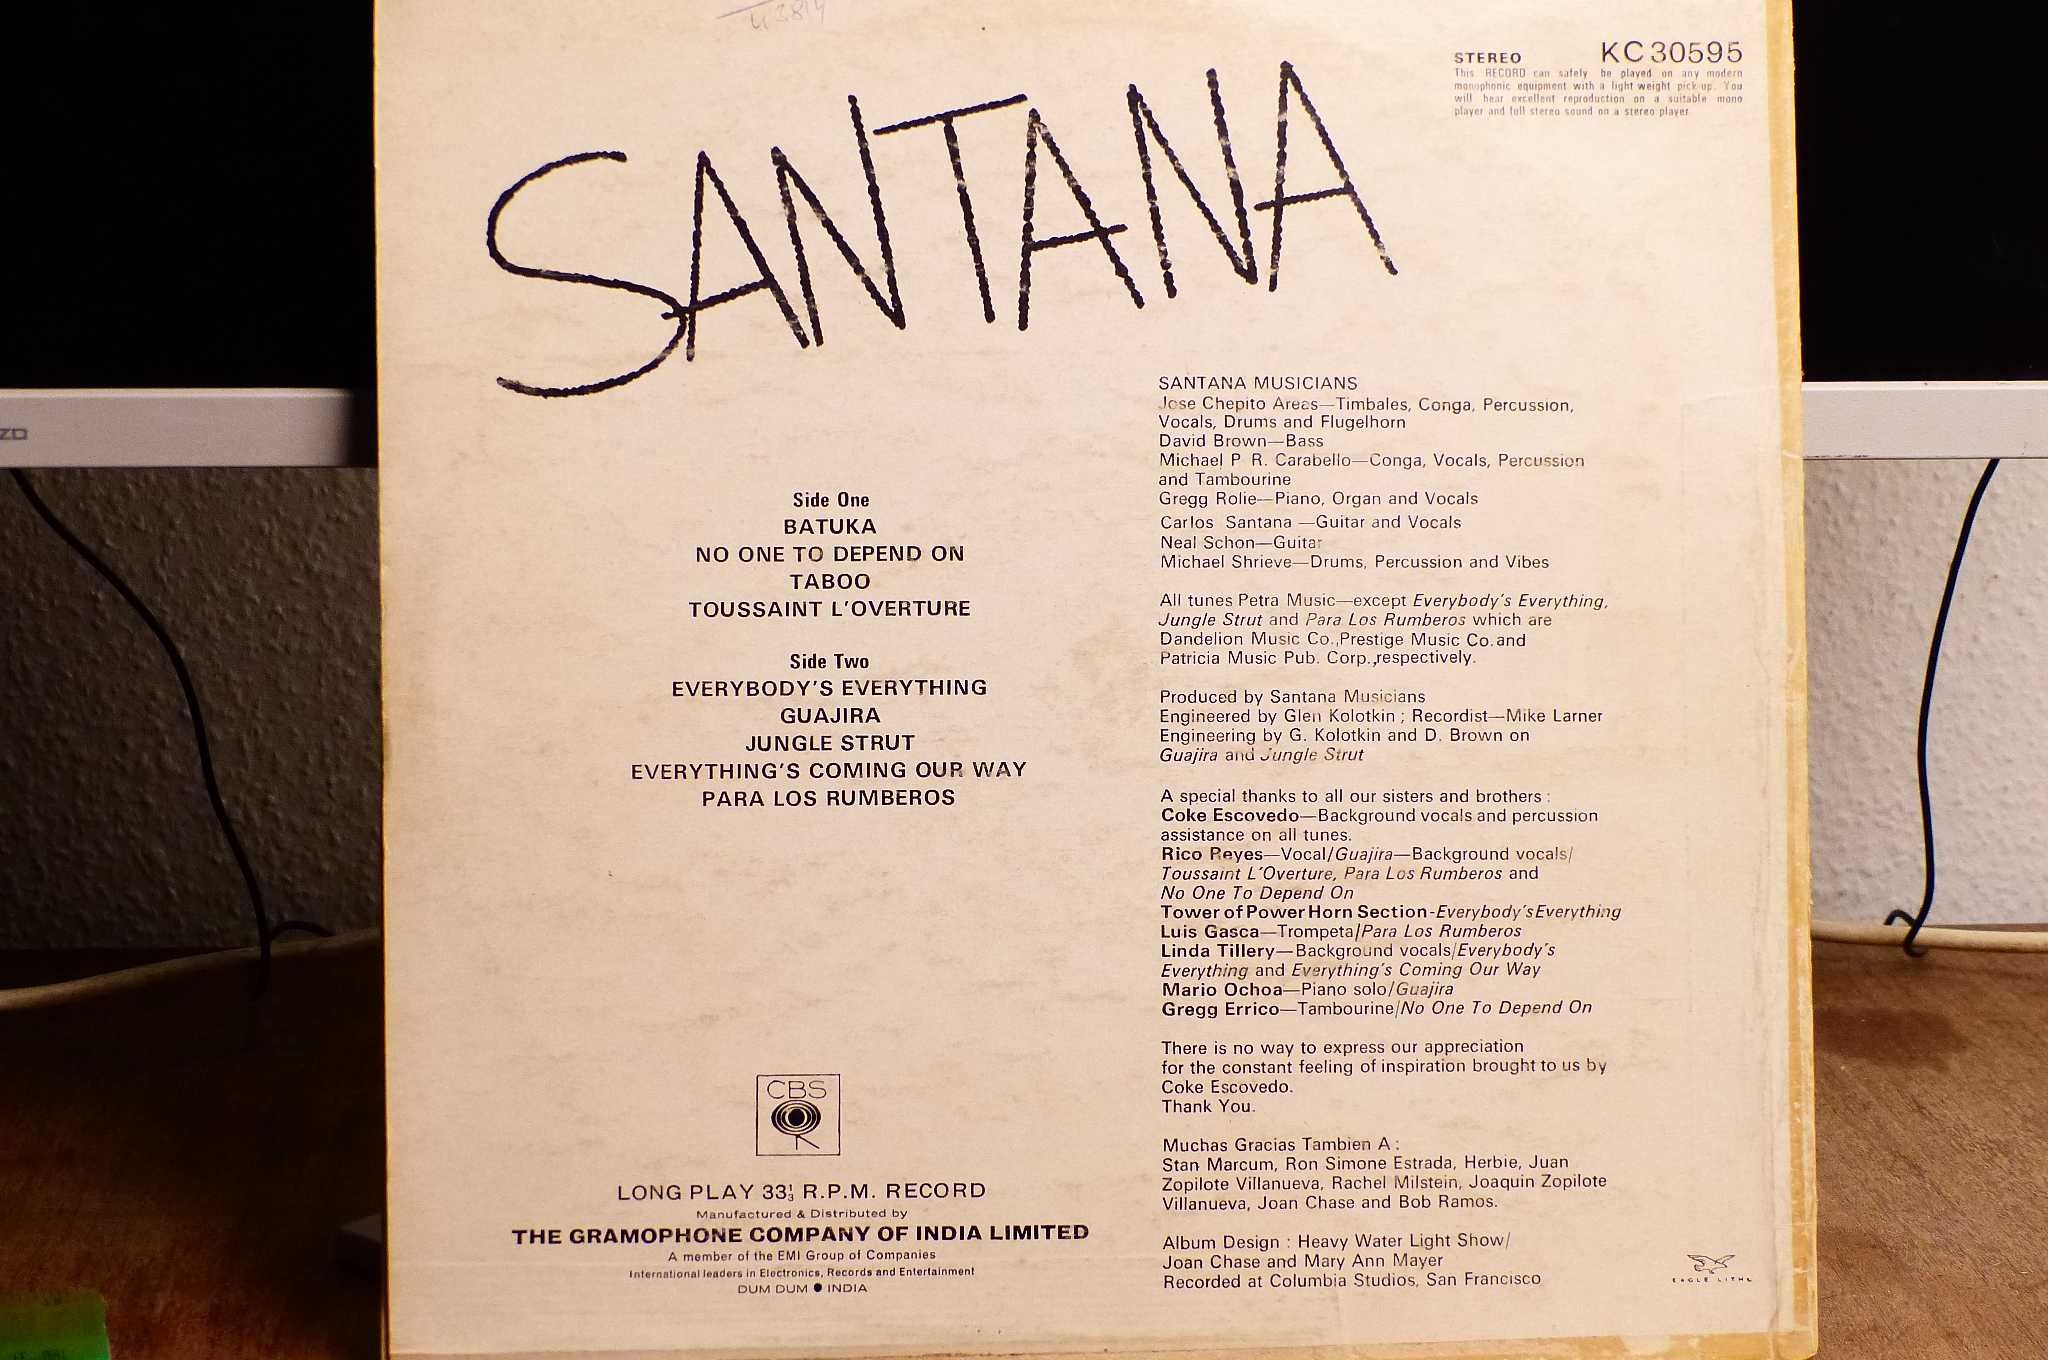 SANTANA
STEREO KC 30595
This RECORD can safely be played on any modern
monophonic equipment with a light weight pick-up. You
will hear excellent reproduction on a suitable mono
player and full stereo sound on a stereo player.
Side One
BATUKA
NO ONE TO DEPEND ON
TABOO
TOUSSAINT L'OVERTURE
Side Two
EVERYBODY'S EVERYTHING
GUAJIRA
JUNGLE STRUT
EVERYTHING'S COMING OUR WAY
PARA LOS RUMBEROS
CBS
LONG PLAY 33⅓ R.P.M. RECORD
Manufactured & Distributed by
THE GRAMOPHONE COMPANY OF INDIA LIMITED
A member of the EMI Group of Companies
International leaders in Electronics, Records and Entertainment
DUM DUM ● INDIA
SANTANA MUSICIANS
Jose Chepito Areas—Timbales, Conga, Percussion,
Vocals, Drums and Flugelhorn
David Brown—Bass
Michael P. R. Carabello—Conga, Vocals, Percussion
and Tambourine
Gregg Rolie—Piano, Organ and Vocals
Carlos Santana —Guitar and Vocals
Neal Schon—Guitar
Michael Shrieve—Drums, Percussion and Vibes
All tunes Petra Music—except Everybody's Everything,
Jungle Strut and Para Los Rumberos which are
Dandelion Music Co.,Prestige Music Co.and
Patricia Music Pub. Corp.,respectively.
Produced by Santana Musicians
Engineered by Glen Kolotkin ; Recordist—Mike Larner
Engineering by G. Kolotkin and D. Brown on
Guajira and Jungle Strut
A special thanks to all our sisters and brothers :
Coke Escovedo—Background vocals and percussion
assistance on all tunes.
Rico Reyes—Vocal/Guajira—Background vocals/
Toussaint L'Overture, Para Los Rumberos and
No One To Depend On
Tower of Power Horn Section-Everybody's Everything
Luis Gasca—Trompeta/Para Los Rumberos
Linda Tillery—Background vocals/Everybody's
Everything and Everything's Coming Our Way
Mario Ochoa—Piano solo/Guajira
Gregg Errico—Tambourine/No One To Depend On
There is no way to express our appreciation
for the constant feeling of inspiration brought to us by
Coke Escovedo.
Thank You.
Muchas Gracias Tambien A :
Stan Marcum, Ron Simone Estrada, Herbie, Juan
Zopilote Villanueva, Rachel Milstein, Joaquin Zopilote
Villanueva, Joan Chase and Bob Ramos.
Album Design : Heavy Water Light Show/
Joan Chase and Mary Ann Mayer
Recorded at Columbia Studios, San Francisco
EAGLE LITHO